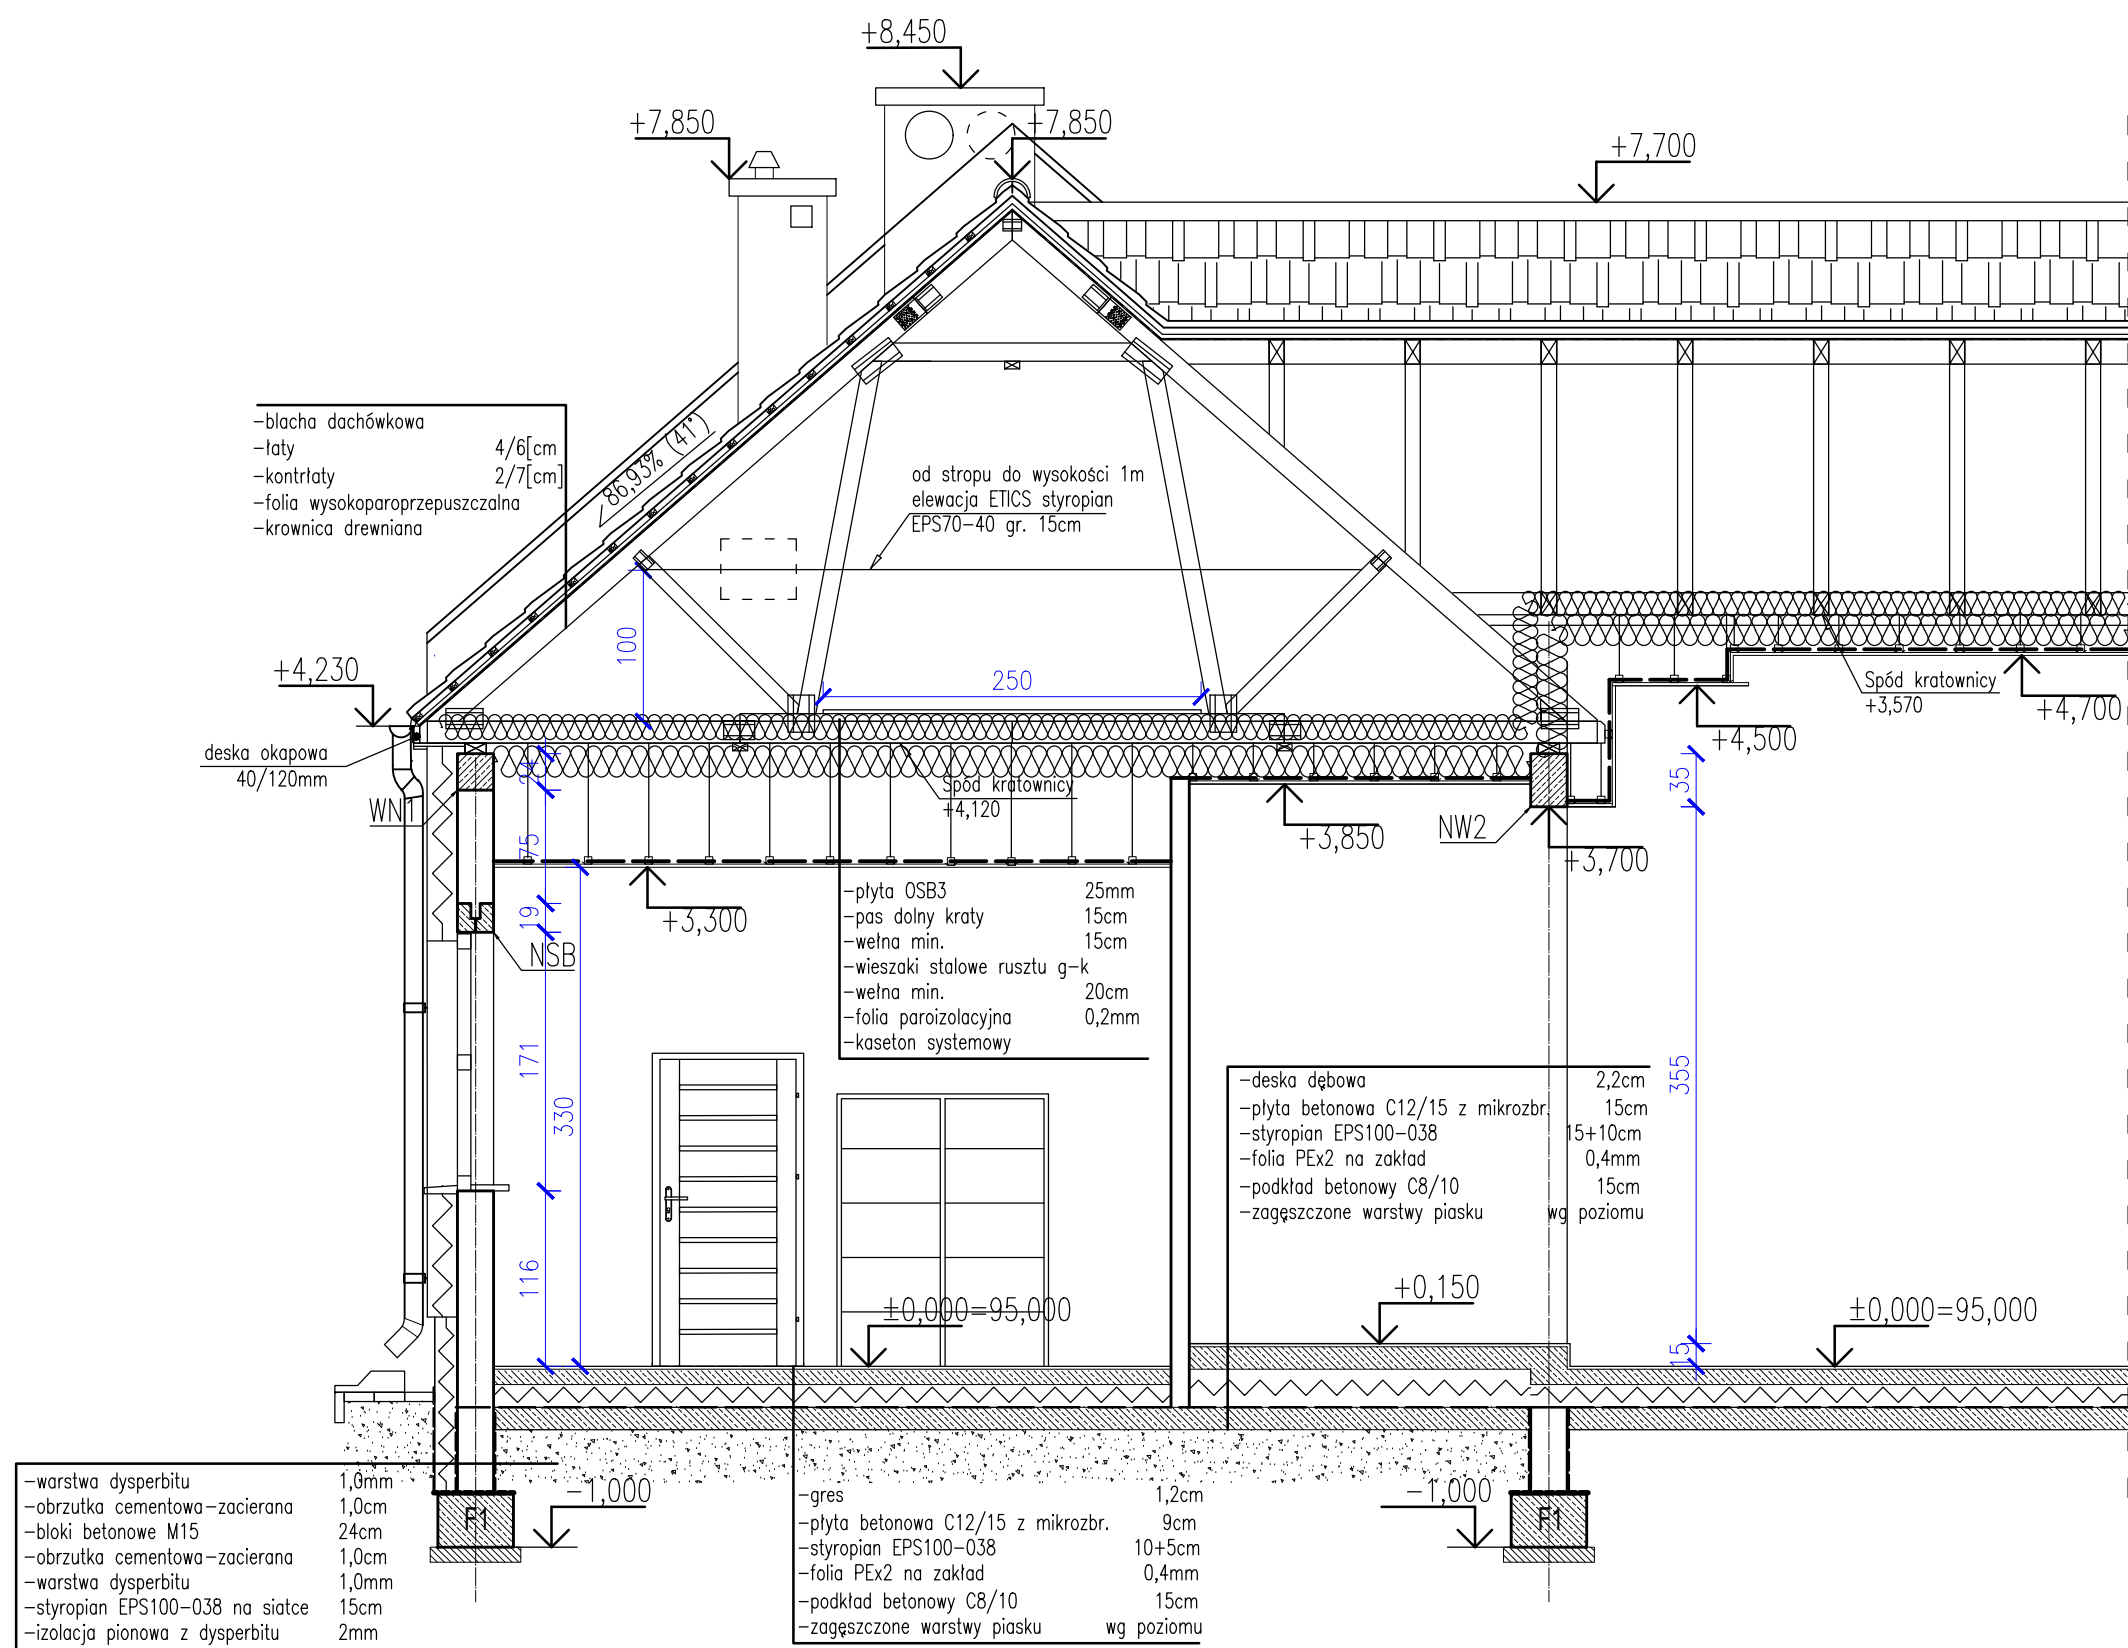 +8,450
+7,850
+7,850
+7,700
-blacha dachówkowa
-łaty 4/6[cm
-kontrłaty 2/7[cm]
-folia wysokoparoprzepuszczalna
-krownica drewniana
86,93% (41°)
od stropu do wysokości 1m
elewacja ETICS styropian
EPS70-40 gr. 15cm
100
250
+4,230
deska okapowa
40/120mm
WN1
24
75
19
NSB
171
330
116
Spód kratownicy
+4,120
+3,300
+3,850
NW2
+3,700
35
355
15
+4,500
Spód kratownicy
+3,570
+4,700
-płyta OSB3 25mm
-pas dolny kraty 15cm
-wełna min. 15cm
-wieszaki stalowe rusztu g-k
-wełna min. 20cm
-folia paroizolacyjna 0,2mm
-kaseton systemowy
-deska dębowa 2,2cm
-płyta betonowa C12/15 z mikrozbr. 15cm
-styropian EPS100-038 15+10cm
-folia PEx2 na zakład 0,4mm
-podkład betonowy C8/10 15cm
-zagęszczone warstwy piasku wg poziomu
±0,000=95,000
+0,150
±0,000=95,000
-warstwa dysperbitu 1,0mm
-obrzutka cementowa-zacierana 1,0cm
-bloki betonowe M15 24cm
-obrzutka cementowa-zacierana 1,0cm
-warstwa dysperbitu 1,0mm
-styropian EPS100-038 na siatce 15cm
-izolacja pionowa z dysperbitu 2mm
F1
-1,000
-gres 1,2cm
-płyta betonowa C12/15 z mikrozbr. 9cm
-styropian EPS100-038 10+5cm
-folia PEx2 na zakład 0,4mm
-podkład betonowy C8/10 15cm
-zagęszczone warstwy piasku wg poziomu
-1,000
F1